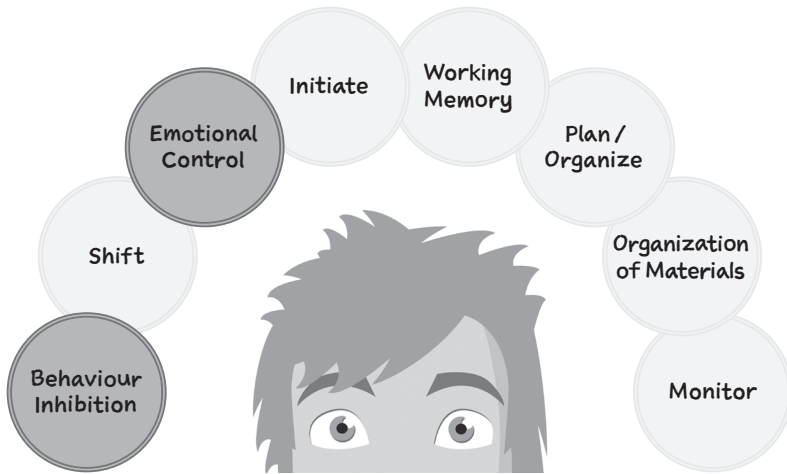 Initiate
Working
Memory
Emotional
Control
Plan /
Organize
Shift
Organization
of Materials
Behaviour
Inhibition
Monitor